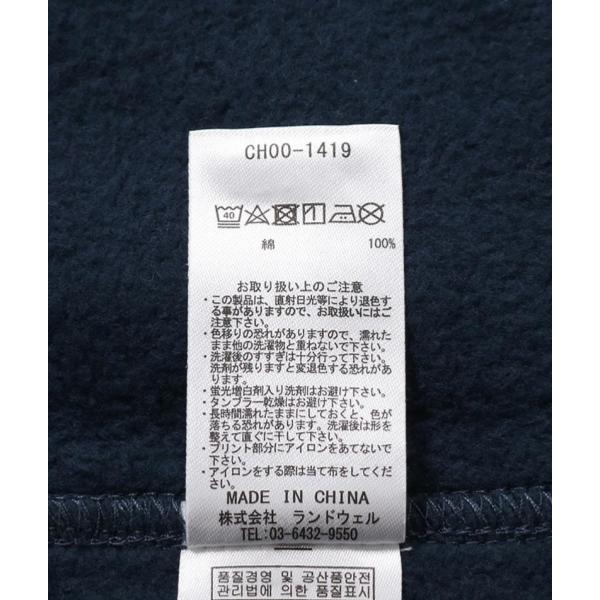 CH00-1419
40
綿 100%
お取り扱い上のご注意
・この製品は、直射日光等により退色す
る事がありますので、お取扱いにはご
注意下さい。
・色移りの恐れがありますので、濡れた
まま他の洗濯物と重ねないで下さい。
・洗濯後のすすぎは十分行って下さい。
洗剤が残りますと変退色する恐れがあ
ります。
・蛍光増白剤入り洗剤はお避け下さい。
・タンブラー乾燥はお避け下さい。
・長時間濡れたままにしておくと、色が
落ちる恐れがあります。洗濯後は形を
整えて直ぐに干して下さい。
・プリント部分にアイロンをあてないで
下さい。
・アイロンをする際は当て布をしてくだ
さい。
MADE IN CHINA
株式会社 ランドウェル
TEL:03-6432-9550
품질경영 및 공산품안전
관리법에 의한 품질표시